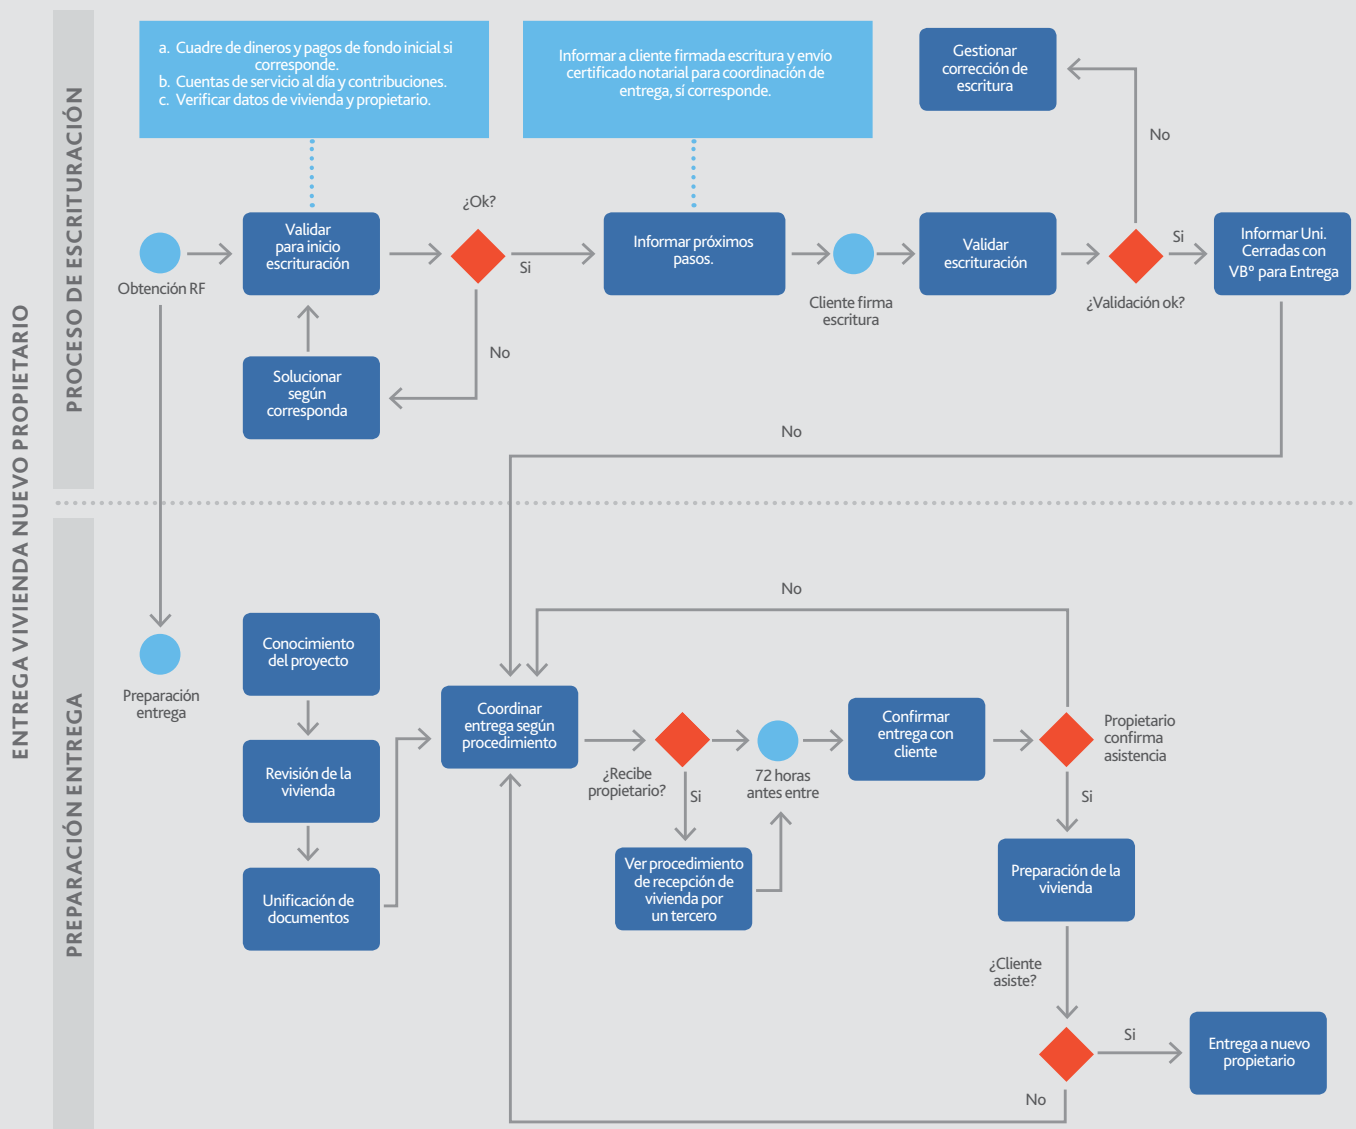 ENTREGA VIVIENDA NUEVO PROPIETARIO
PROCESO DE ESCRITURACIÓN
a. Cuadre de dineros y pagos de fondo inicial si
corresponde.
b. Cuentas de servicio al día y contribuciones.
c. Verificar datos de vivienda y propietario.
Informar a cliente firmada escritura y envío
certificado notarial para coordinación de
entrega, sí corresponde.
Gestionar
corrección de
escritura
No
¿Ok?
Obtención RF
Validar
para inicio
escrituración
Si
Informar próximos
pasos.
Cliente firma
escritura
Validar
escrituración
¿Validación ok?
Si
Informar Uni.
Cerradas con
VBº para Entrega
No
Solucionar
según
corresponda
No
PREPARACIÓN ENTREGA
No
Preparación
entrega
Conocimiento
del proyecto
Revisión de la
vivienda
Unificación de
documentos
Coordinar
entrega según
procedimiento
¿Recibe
propietario?
Si
72 horas
antes entre
Ver procedimiento
de recepción de
vivienda por
un tercero
Confirmar
entrega con
cliente
Propietario
confirma
asistencia
Si
Preparación de la
vivienda
¿Cliente
asiste?
Si
Entrega a nuevo
propietario
No